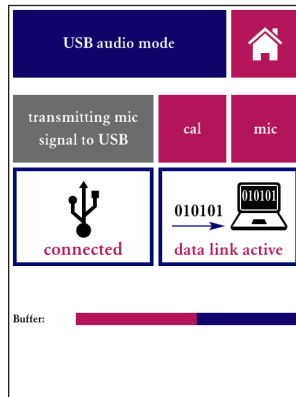 USB audio mode
transmitting mic
signal to USB
cal
mic
010101
010101
connected
data link active
Buffer: